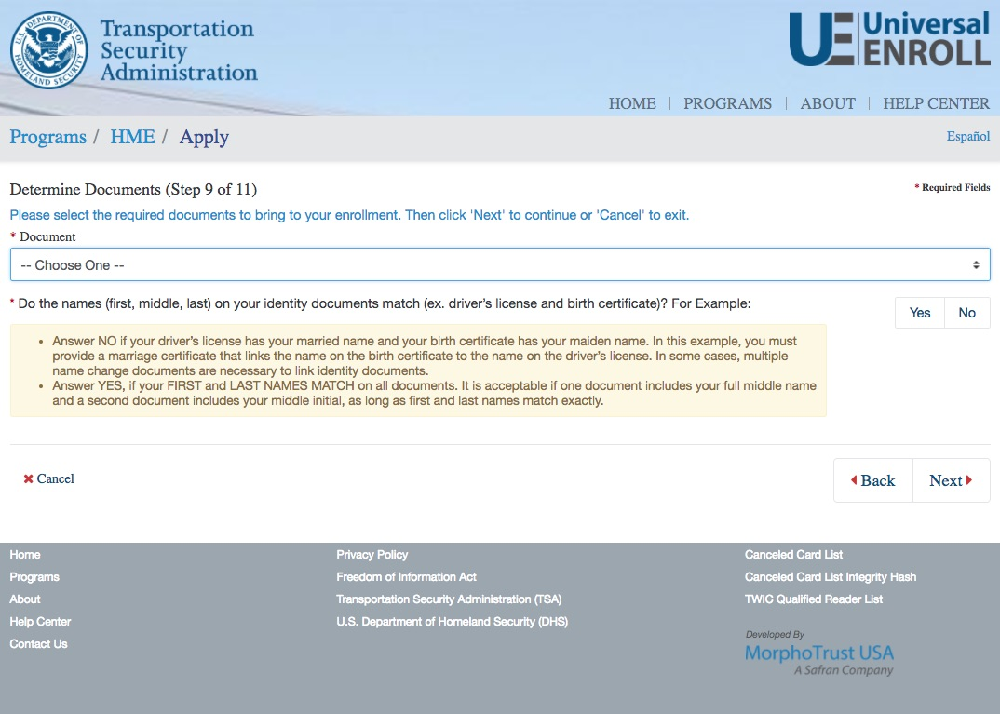 U.S. DEPARTMENT OF HOMELAND SECURITY
Transportation
Security
Administration
UE Universal
ENROLL
HOME | PROGRAMS | ABOUT | HELP CENTER
Programs / HME / Apply
Español
Determine Documents (Step 9 of 11)
* Required Fields
Please select the required documents to bring to your enrollment. Then click 'Next' to continue or 'Cancel' to exit.
* Document
-- Choose One --
* Do the names (first, middle, last) on your identity documents match (ex. driver's license and birth certificate)? For Example:
Yes No
• Answer NO if your driver's license has your married name and your birth certificate has your maiden name. In this example, you must
provide a marriage certificate that links the name on the birth certificate to the name on the driver's license. In some cases, multiple
name change documents are necessary to link identity documents.
• Answer YES, if your FIRST and LAST NAMES MATCH on all documents. It is acceptable if one document includes your full middle name
and a second document includes your middle initial, as long as first and last names match exactly.
Cancel
Back Next
Home
Programs
About
Help Center
Contact Us
Privacy Policy
Freedom of Information Act
Transportation Security Administration (TSA)
U.S. Department of Homeland Security (DHS)
Canceled Card List
Canceled Card List Integrity Hash
TWIC Qualified Reader List
Developed By
MorphoTrust USA
A Safran Company